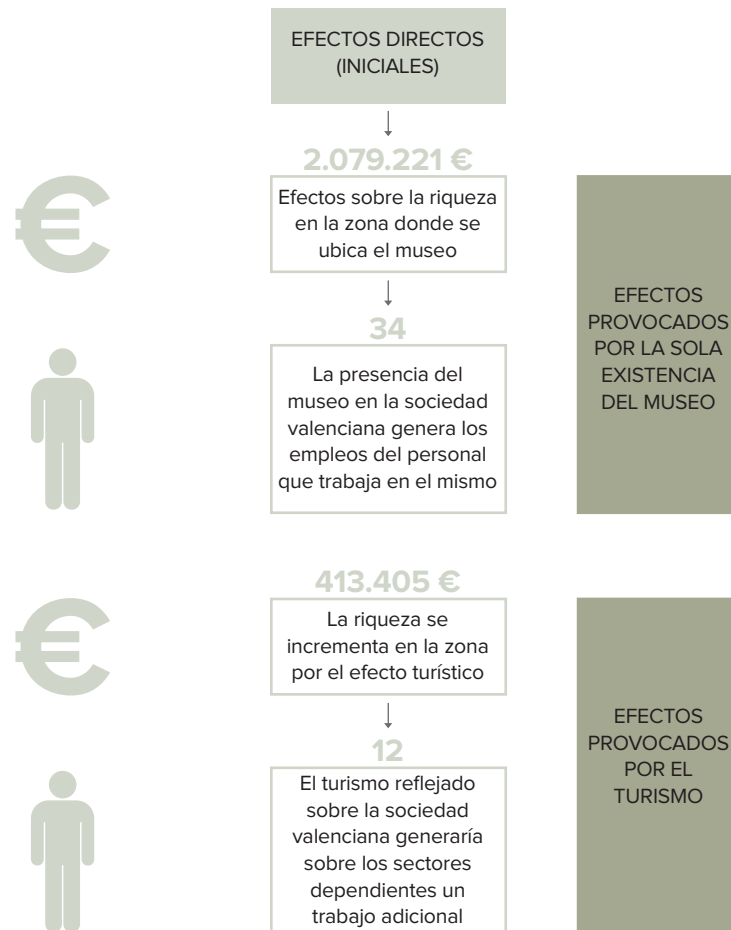 EFECTOS DIRECTOS
(INICIALES)
2.079.221 €
€
Efectos sobre la riqueza
en la zona donde se
ubica el museo
34
La presencia del
museo en la sociedad
valenciana genera los
empleos del personal
que trabaja en el mismo
EFECTOS
PROVOCADOS
POR LA SOLA
EXISTENCIA
DEL MUSEO
413.405 €
€
La riqueza se
incrementa en la zona
por el efecto turístico
12
El turismo reflejado
sobre la sociedad
valenciana generaría
sobre los sectores
dependientes un
trabajo adicional
EFECTOS
PROVOCADOS
POR EL
TURISMO